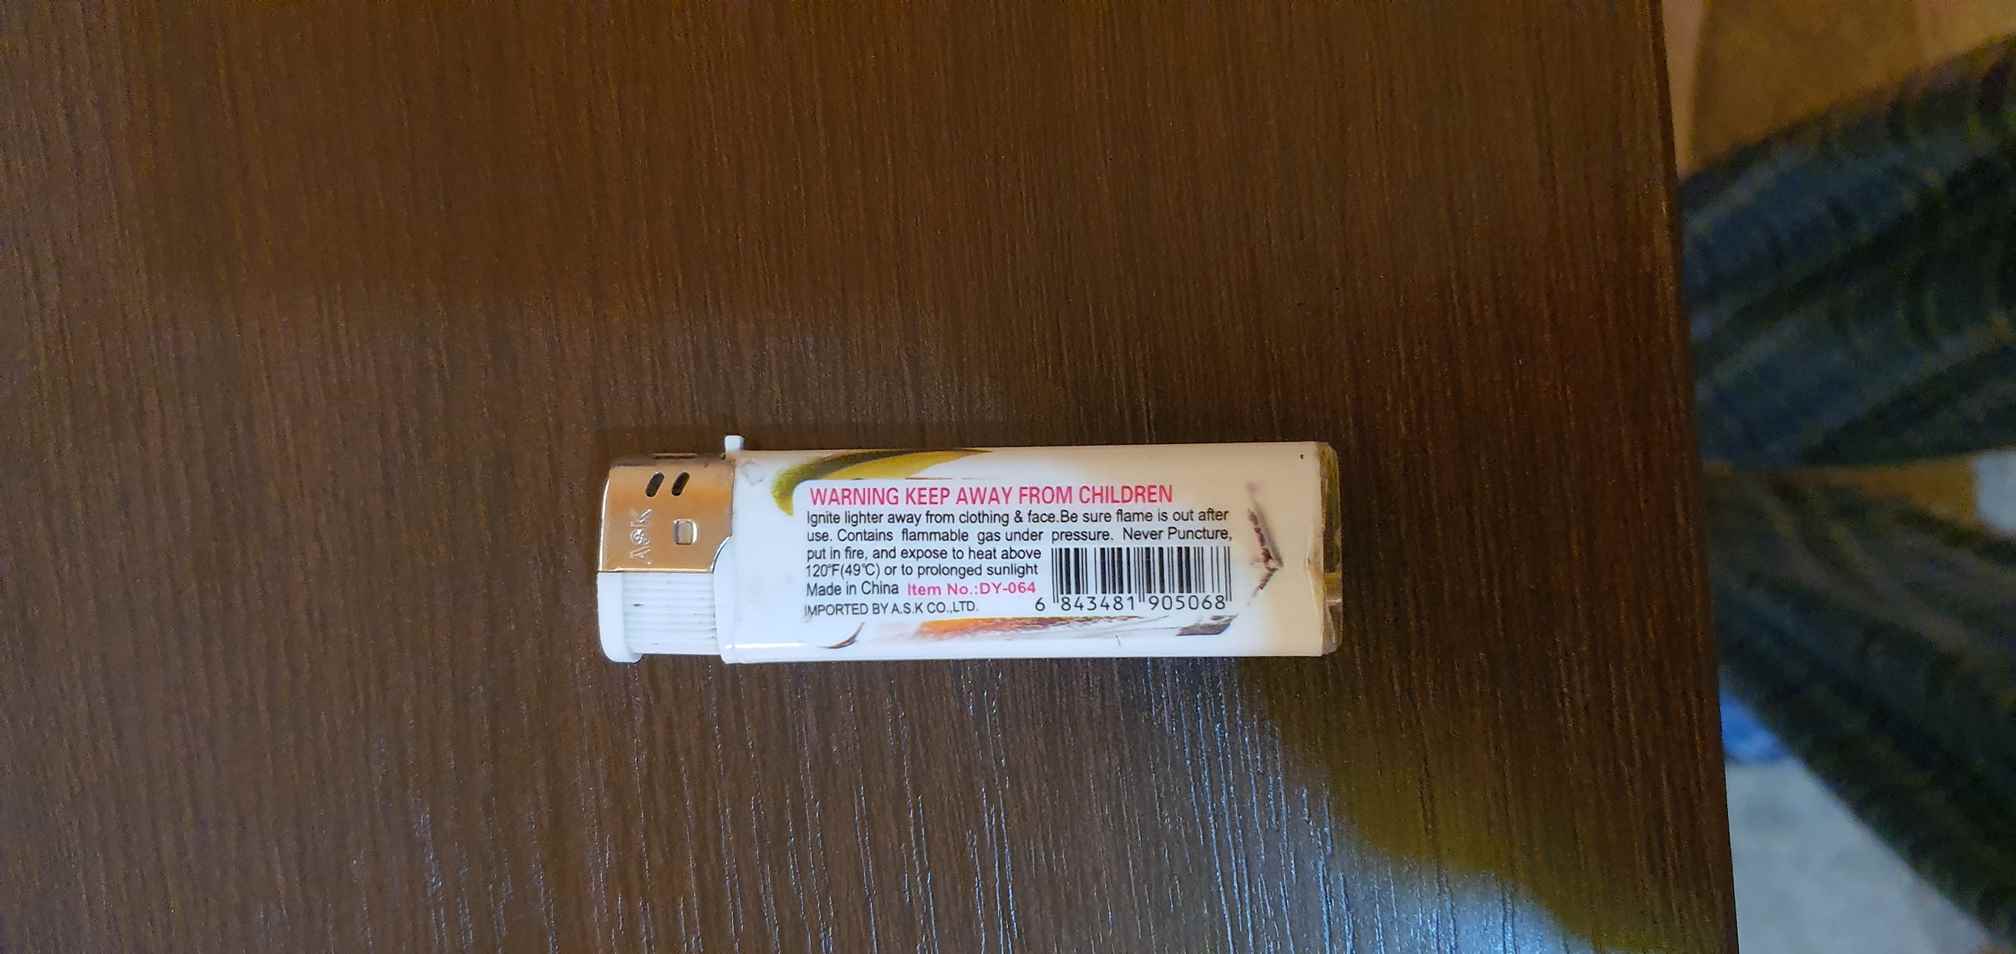 ASK
WARNING KEEP AWAY FROM CHILDREN
Ignite lighter away from clothing & face.Be sure flame is out after
use. Contains flammable gas under pressure. Never Puncture,
put in fire, and expose to heat above
120°F(49°C) or to prolonged sunlight
Made in China Item No.:DY-064
IMPORTED BY A.S.K CO.,LTD.
6 843481 905068